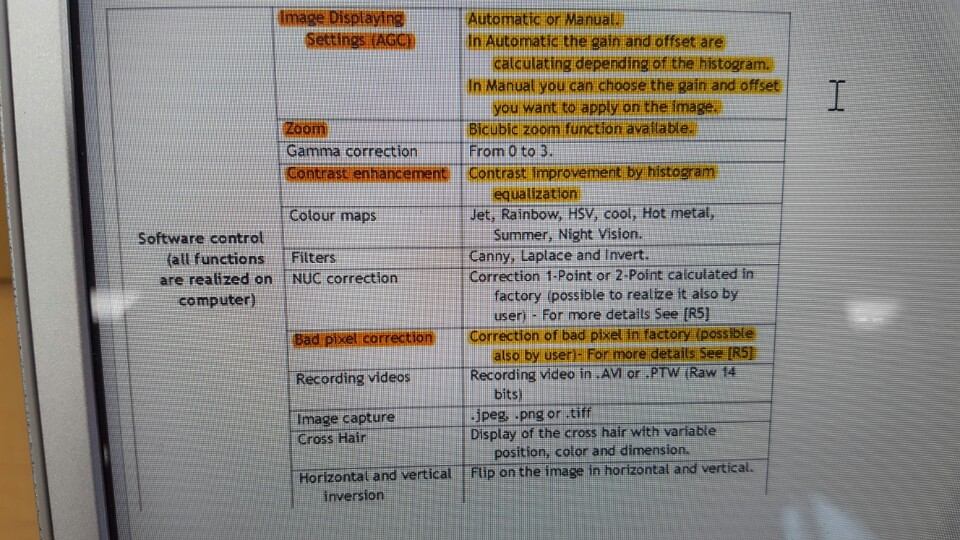 Image Displaying
Settings (AGC)
Automatic or Manual.
In Automatic the gain and offset are
calculating depending of the histogram.
In Manual you can choose the gain and offset
you want to apply on the image.
Zoom
Bicubic zoom function available.
Gamma correction
From 0 to 3.
Contrast enhancement
Contrast improvement by histogram
equalization
Colour maps
Jet, Rainbow, HSV, cool, Hot metal,
Summer, Night Vision.
Software control
(all functions
are realized on
computer)
Filters
Canny, Laplace and Invert.
NUC correction
Correction 1-Point or 2-Point calculated in
factory (possible to realize it also by
user) - For more details See [R5]
Bad pixel correction
Correction of bad pixel in factory (possible
also by user)- For more details See [R5]
Recording videos
Recording video in .AVI or .PTW (Raw 14
bits)
Image capture
.jpeg, .png or .tiff
Cross Hair
Display of the cross hair with variable
position, color and dimension.
Horizontal and vertical
inversion
Flip on the image in horizontal and vertical.